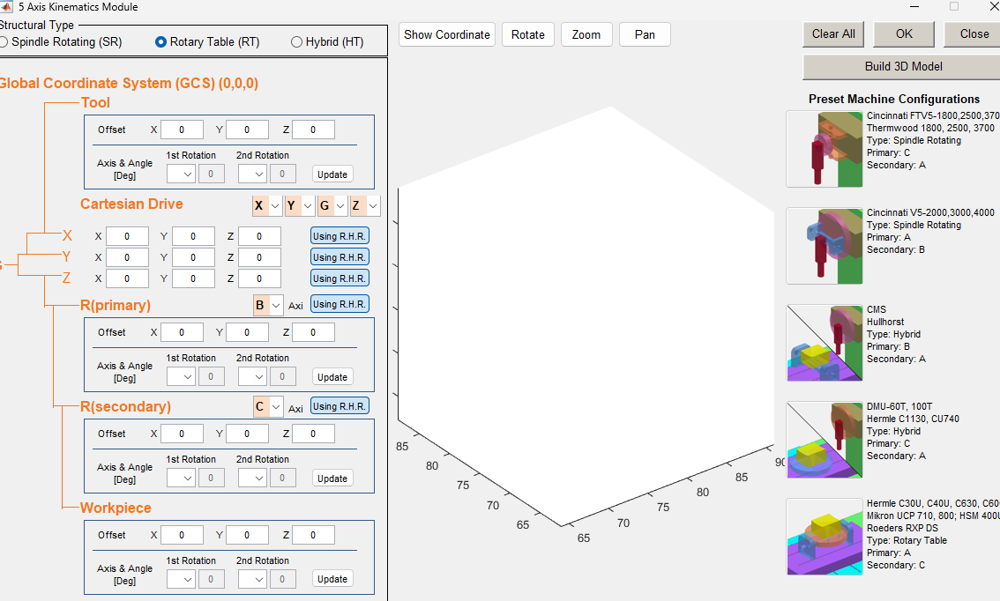 5 Axis Kinematics Module
Structural Type
Spindle Rotating (SR)
Rotary Table (RT)
Hybrid (HT)
Global Coordinate System (GCS) (0,0,0)
Tool
Offset X 0 Y 0 Z 0
1st Rotation 2nd Rotation
Axis & Angle
[Deg]
0 0 Update
Cartesian Drive X Y G Z
X X 0 Y 0 Z 0 Using R.H.R.
Y X 0 Y 0 Z 0 Using R.H.R.
Z X 0 Y 0 Z 0 Using R.H.R.
R(primary) B Axi Using R.H.R.
Offset X 0 Y 0 Z 0
1st Rotation 2nd Rotation
Axis & Angle
[Deg]
0 0 Update
R(secondary) C Axi Using R.H.R.
Offset X 0 Y 0 Z 0
1st Rotation 2nd Rotation
Axis & Angle
[Deg]
0 0 Update
Workpiece
Offset X 0 Y 0 Z 0
1st Rotation 2nd Rotation
Axis & Angle
[Deg]
0 0 Update
Show Coordinate
Rotate
Zoom
Pan
85
80
75
70
65
65
70
75
80
85
90
Clear All
OK
Close
Build 3D Model
Preset Machine Configurations
Cincinnati FTV5-1800,2500,370
Thermwood 1800, 2500, 3700
Type: Spindle Rotating
Primary: C
Secondary: A
Cincinnati V5-2000,3000,4000
Type: Spindle Rotating
Primary: A
Secondary: B
CMS
Hullhorst
Type: Hybrid
Primary: B
Secondary: A
DMU-60T, 100T
Hermle C1130, CU740
Type: Hybrid
Primary: C
Secondary: A
Hermle C30U, C40U, C630, C60
Mikron UCP 710, 800; HSM 400U
Roeders RXP DS
Type: Rotary Table
Primary: A
Secondary: C